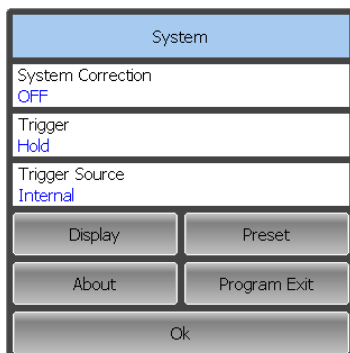 System
System Correction
OFF
Trigger
Hold
Trigger Source
Internal
Display Preset
About Program Exit
Ok